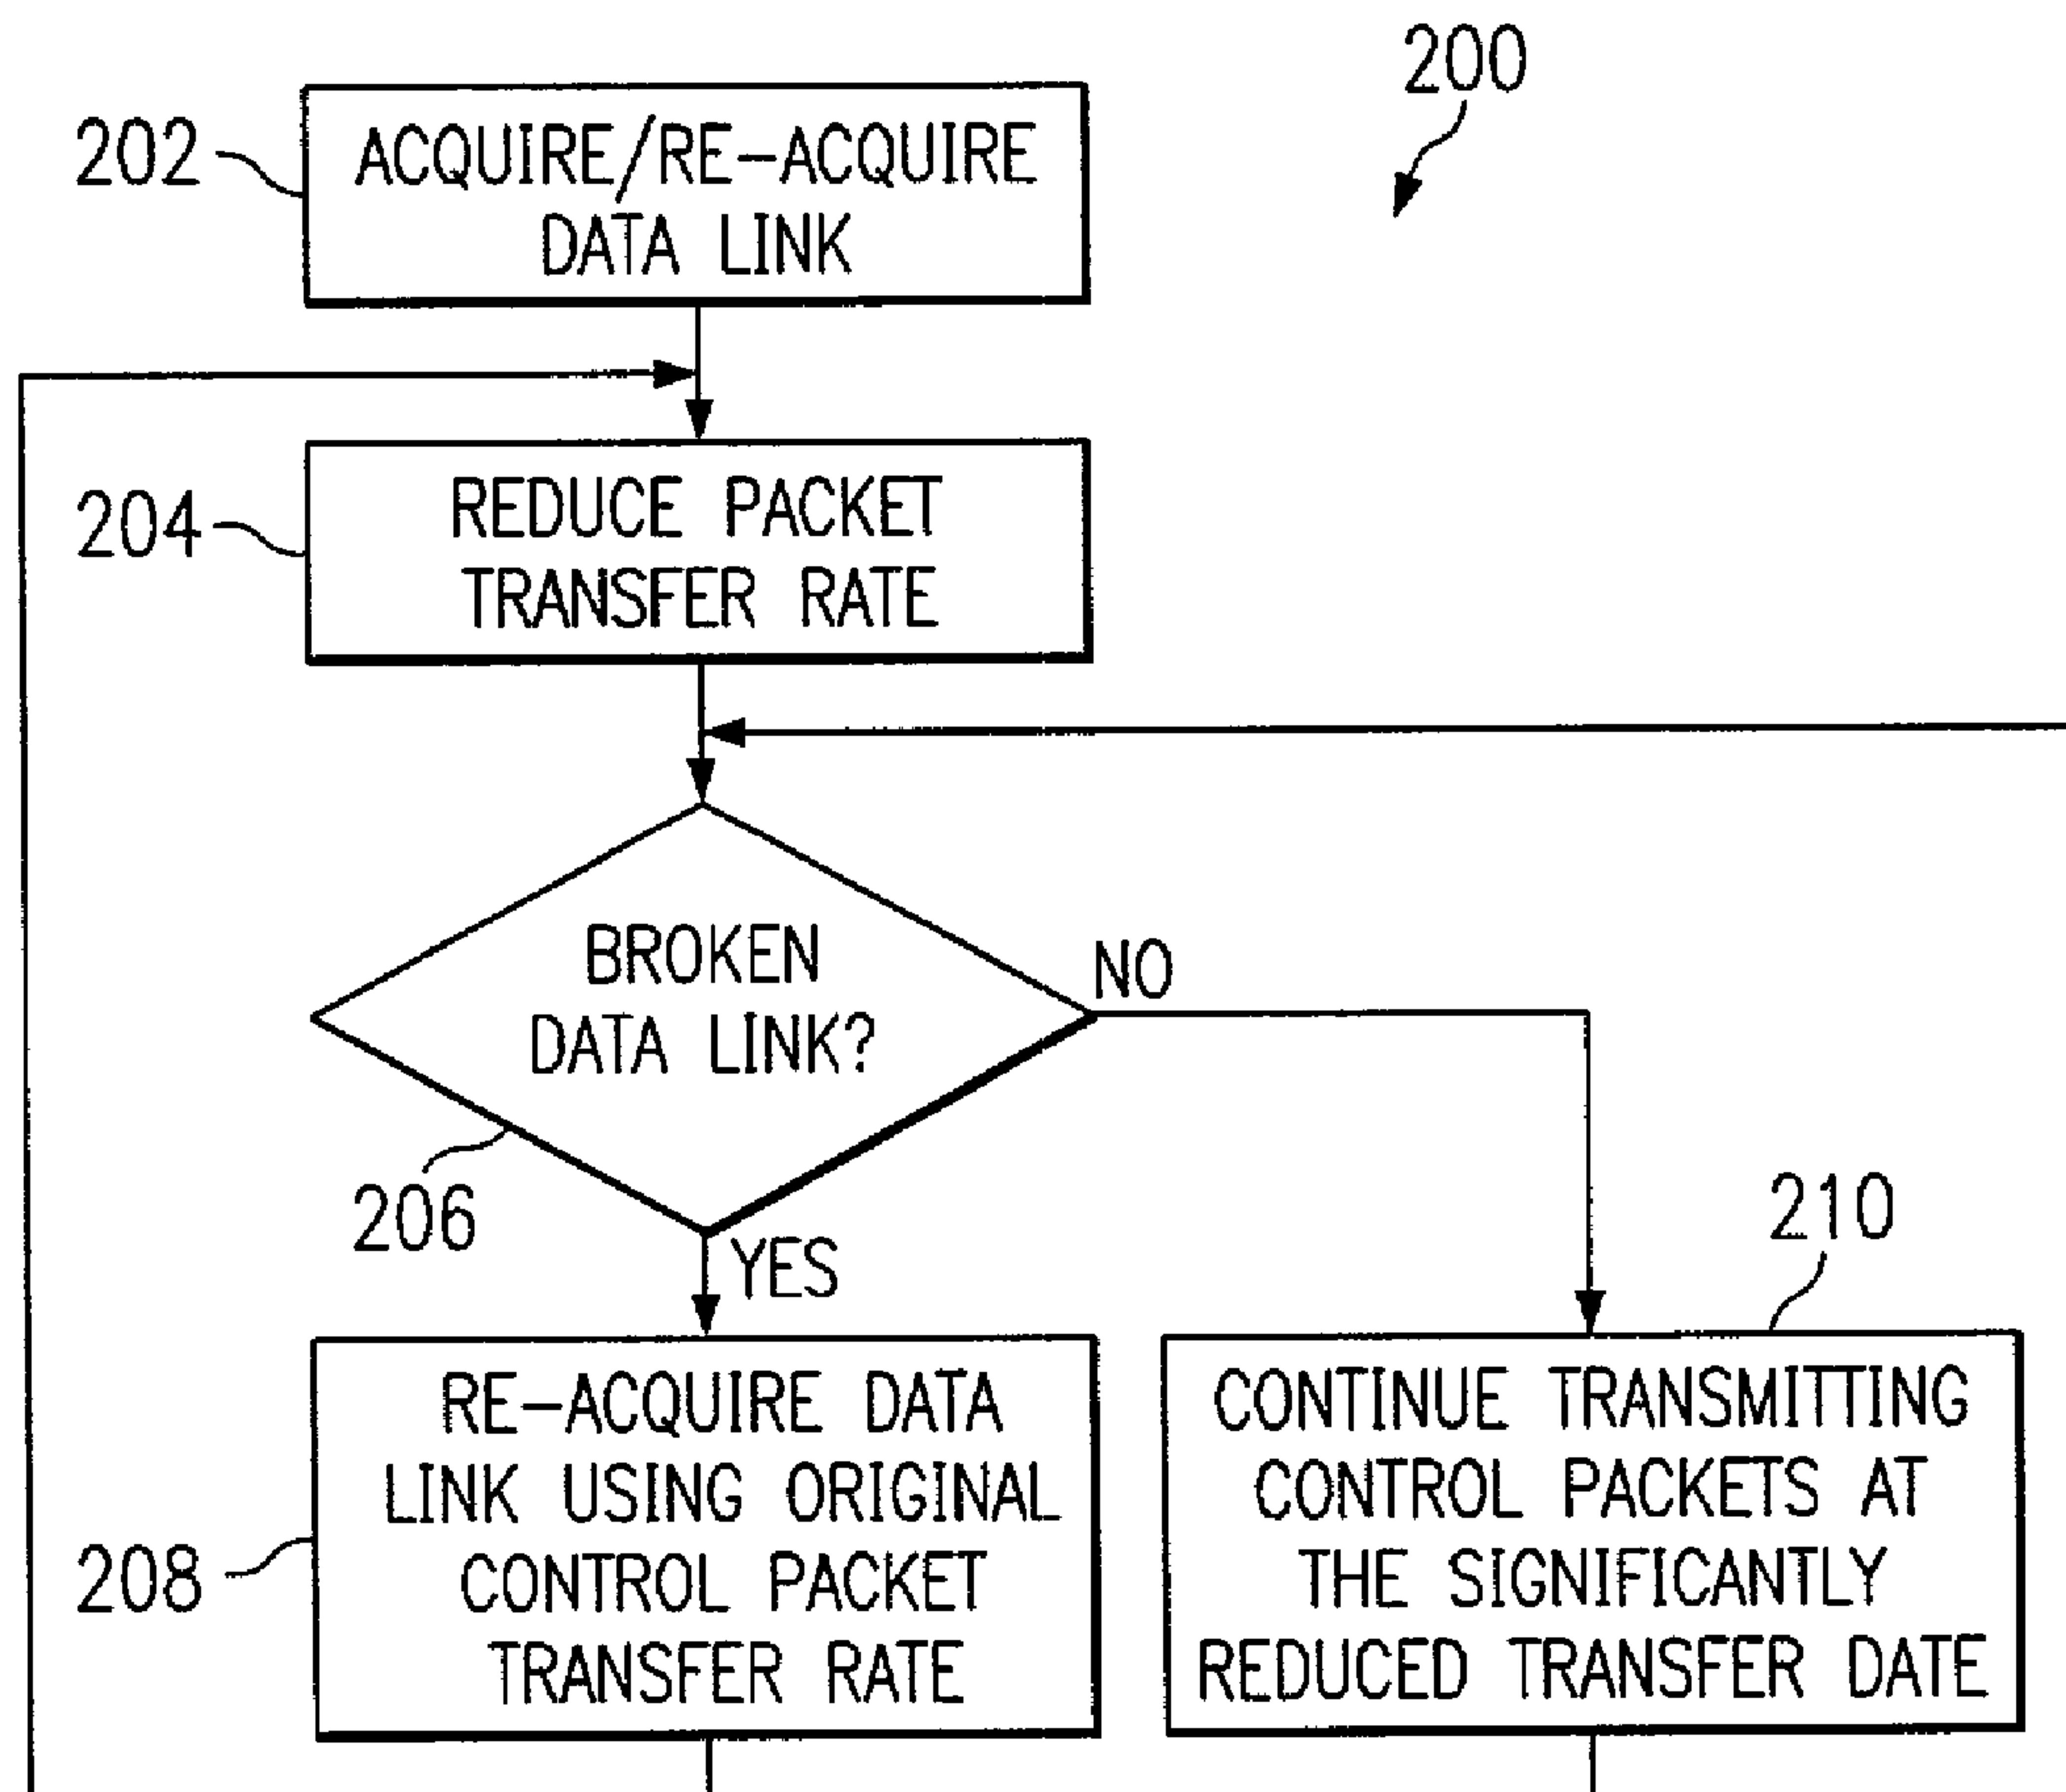 200
202
ACQUIRE/RE-ACQUIRE
DATA LINK
204
REDUCE PACKET
TRANSFER RATE
BROKEN
DATA LINK?
NO
206
YES
210
208
RE-ACQUIRE DATA
LINK USING ORIGINAL
CONTROL PACKET
TRANSFER RATE
CONTINUE TRANSMITTING
CONTROL PACKETS AT
THE SIGNIFICANTLY
REDUCED TRANSFER DATE